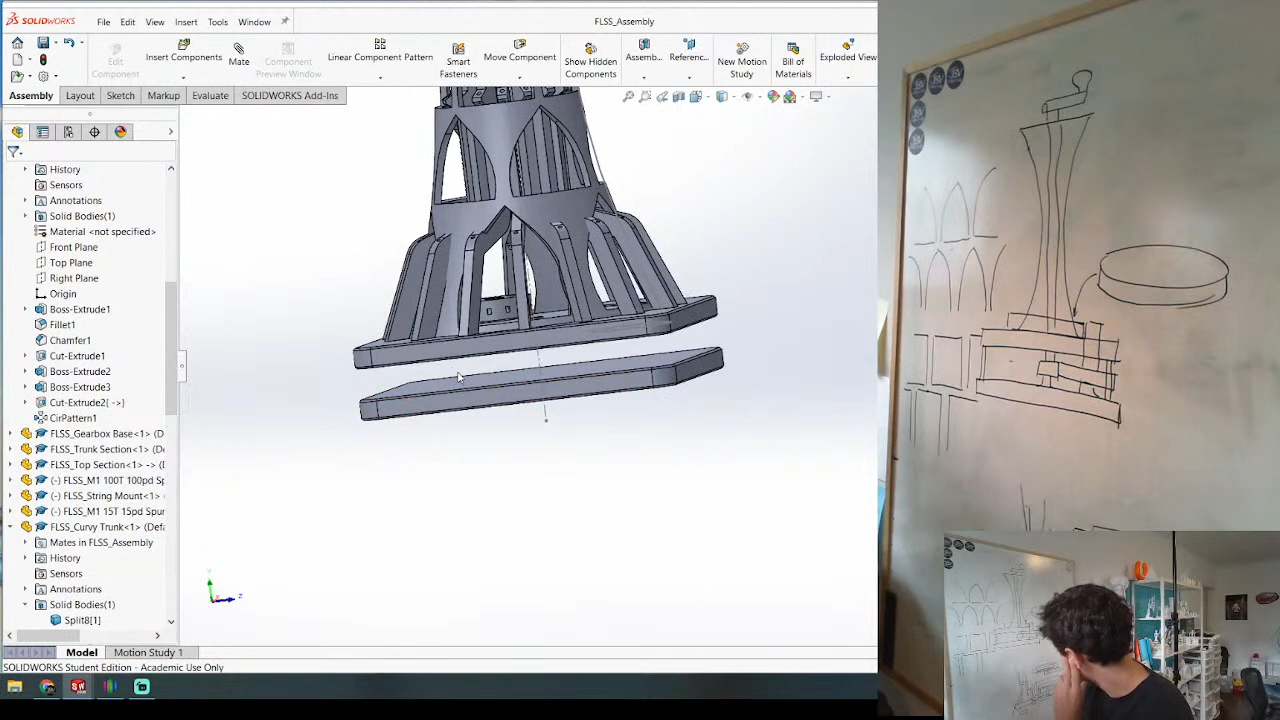 SOLIDWORKS File Edit View Insert Tools Window FLSS_Assembly
Edit Component
Insert Components
Mate
Component Preview Window
Linear Component Pattern
Smart Fasteners
Move Component
Show Hidden Components
Assemb...
Referenc...
New Motion Study
Bill of Materials
Exploded View
Assembly Layout Sketch Markup Evaluate SOLIDWORKS Add-Ins
History
Sensors
Annotations
Solid Bodies(1)
Material <not specified>
Front Plane
Top Plane
Right Plane
Origin
Boss-Extrude1
Fillet1
Chamfer1
Cut-Extrude1
Boss-Extrude2
Boss-Extrude3
Cut-Extrude2{ ->}
CirPattern1
FLSS_Gearbox Base<1> (D
FLSS_Trunk Section<1> (De
FLSS_Top Section<1> -> (D
(-) FLSS_M1 100T 100pd Sp
(-) FLSS_String Mount<1> (
(-) FLSS_M1 15T 15pd Spur
FLSS_Curvy Trunk<1> (Defa
Mates in FLSS_Assembly
History
Sensors
Annotations
Solid Bodies(1)
Split8[1]
Y
X
Z
Model Motion Study 1
SOLIDWORKS Student Edition - Academic Use Only